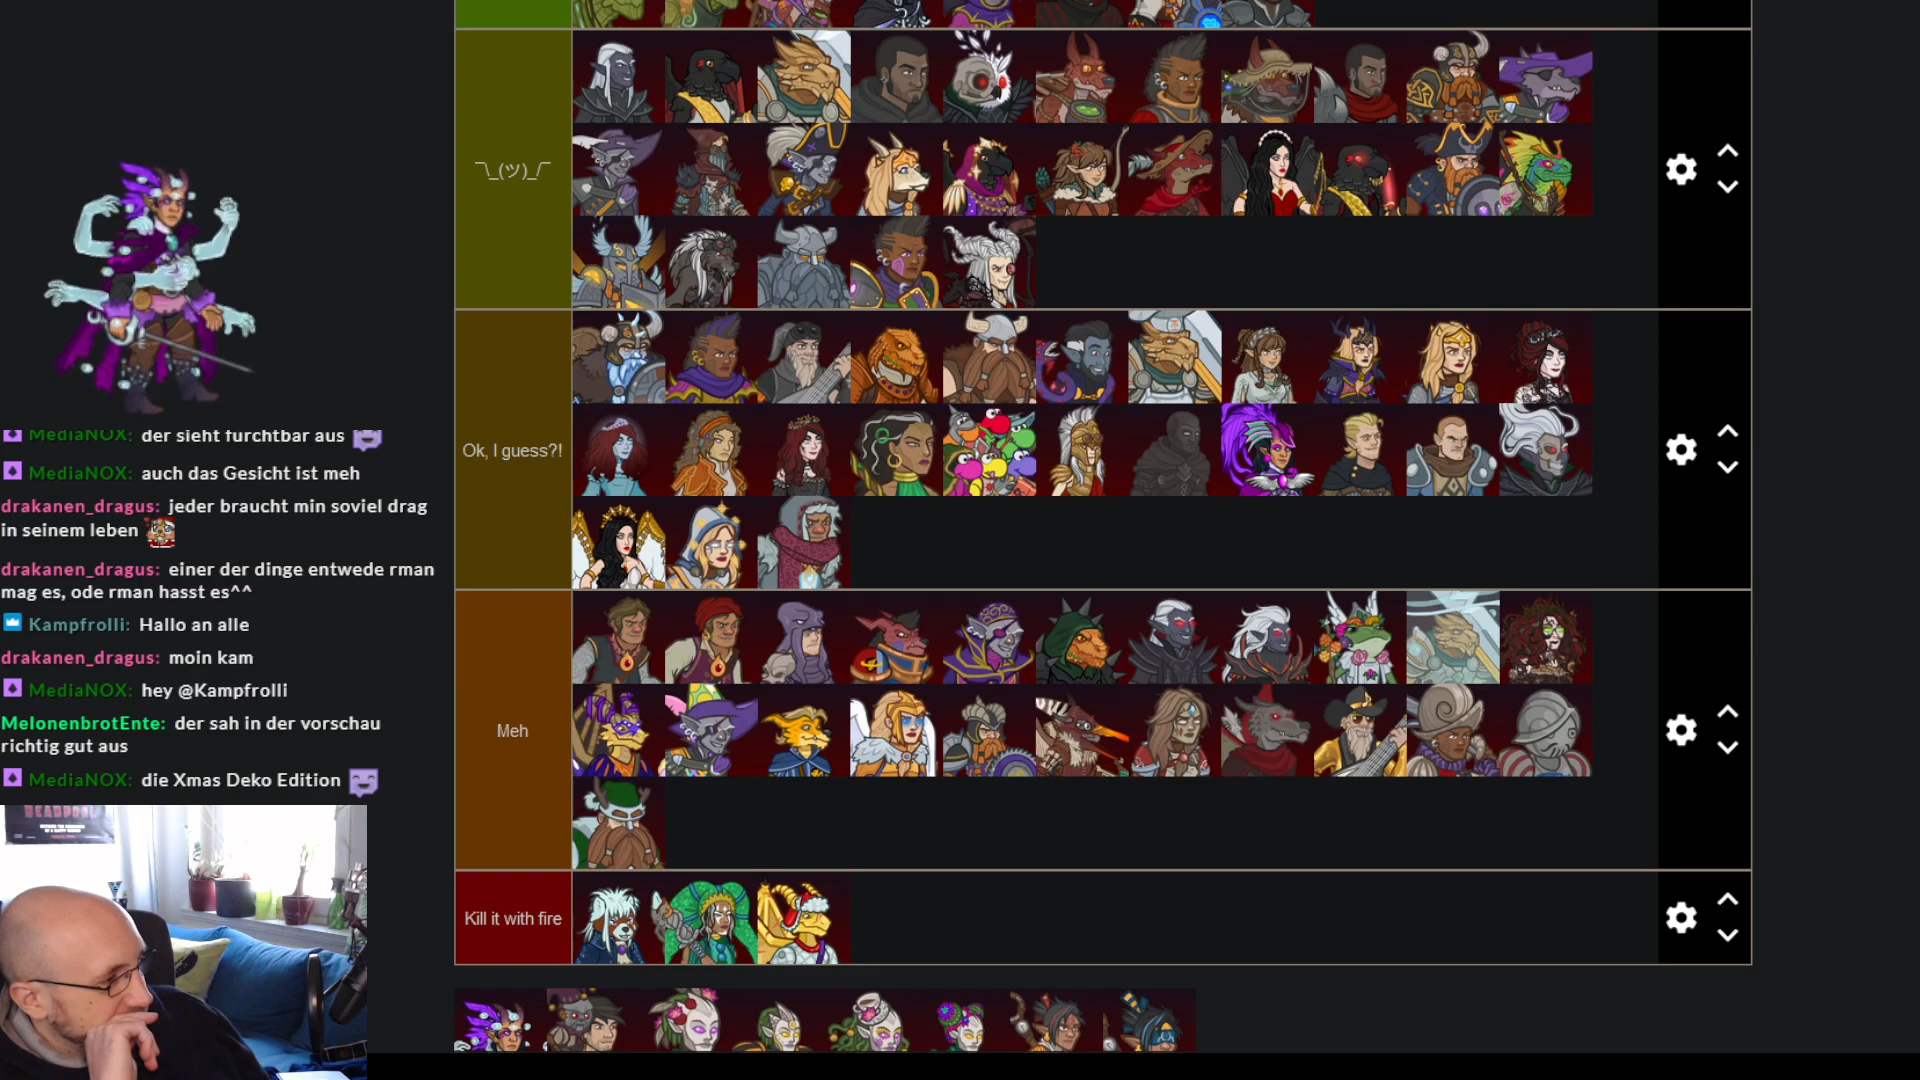 ¯\_(ツ)_/¯
Ok, I guess?!
Meh
Kill it with fire
MediaNOX: der sieht furchtbar aus
MediaNOX: auch das Gesicht ist meh
drakanen_dragus: jeder braucht min soviel drag
in seinem leben
drakanen_dragus: einer der dinge entwede rman
mag es, ode rman hasst es^^
Kampfrolli: Hallo an alle
drakanen_dragus: moin kam
MediaNOX: hey @Kampfrolli
MelonenbrotEnte: der sah in der vorschau
richtig gut aus
MediaNOX: die Xmas Deko Edition
DEADPOOL